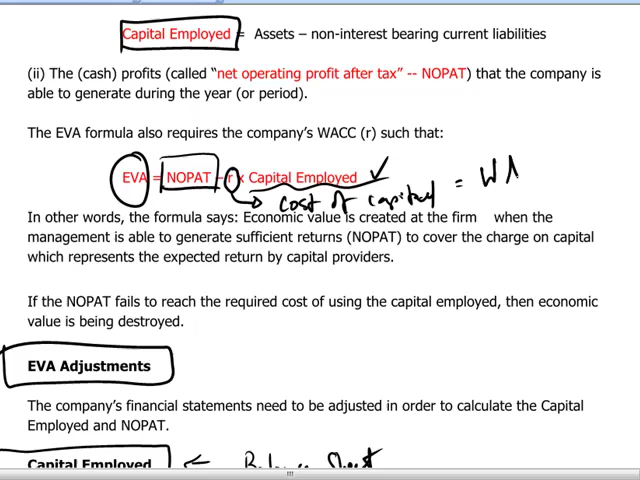 Capital Employed = Assets – non-interest bearing current liabilities
(ii) The (cash) profits (called “net operating profit after tax” -- NOPAT) that the company is
able to generate during the year (or period).
The EVA formula also requires the company’s WACC (r) such that:
EVA = NOPAT – r x Capital Employed
cost of capital = WA
In other words, the formula says: Economic value is created at the firm when the
management is able to generate sufficient returns (NOPAT) to cover the charge on capital
which represents the expected return by capital providers.
If the NOPAT fails to reach the required cost of using the capital employed, then economic
value is being destroyed.
EVA Adjustments
The company’s financial statements need to be adjusted in order to calculate the Capital
Employed and NOPAT.
Capital Employed ← Balance Sheet